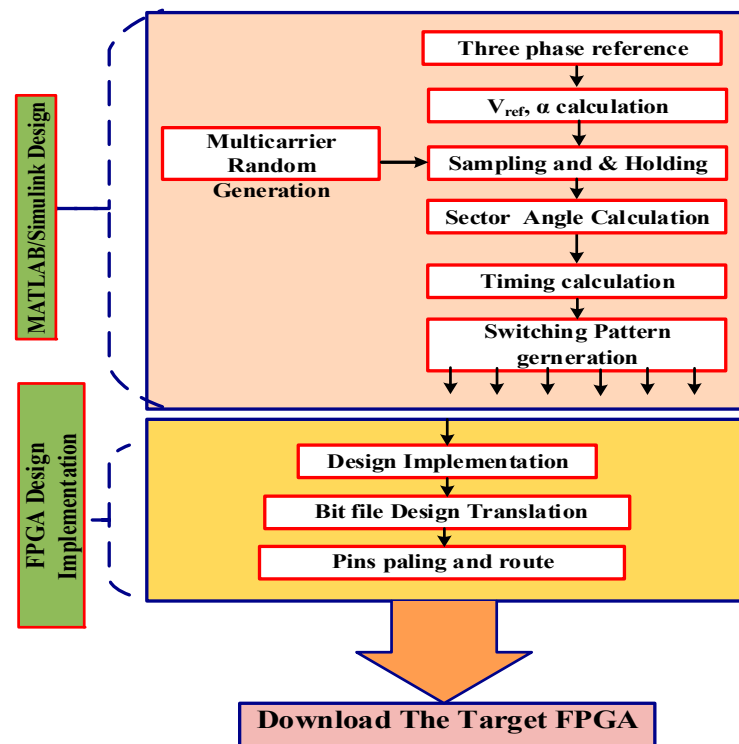 MATLAB/Simulink Design
Three phase reference
V_ref, α calculation
Multicarrier
Random
Generation
Sampling and & Holding
Sector Angle Calculation
Timing calculation
Switching Pattern
gerneration
FPGA Design
Implementation
Design Implementation
Bit file Design Translation
Pins paling and route
Download The Target FPGA